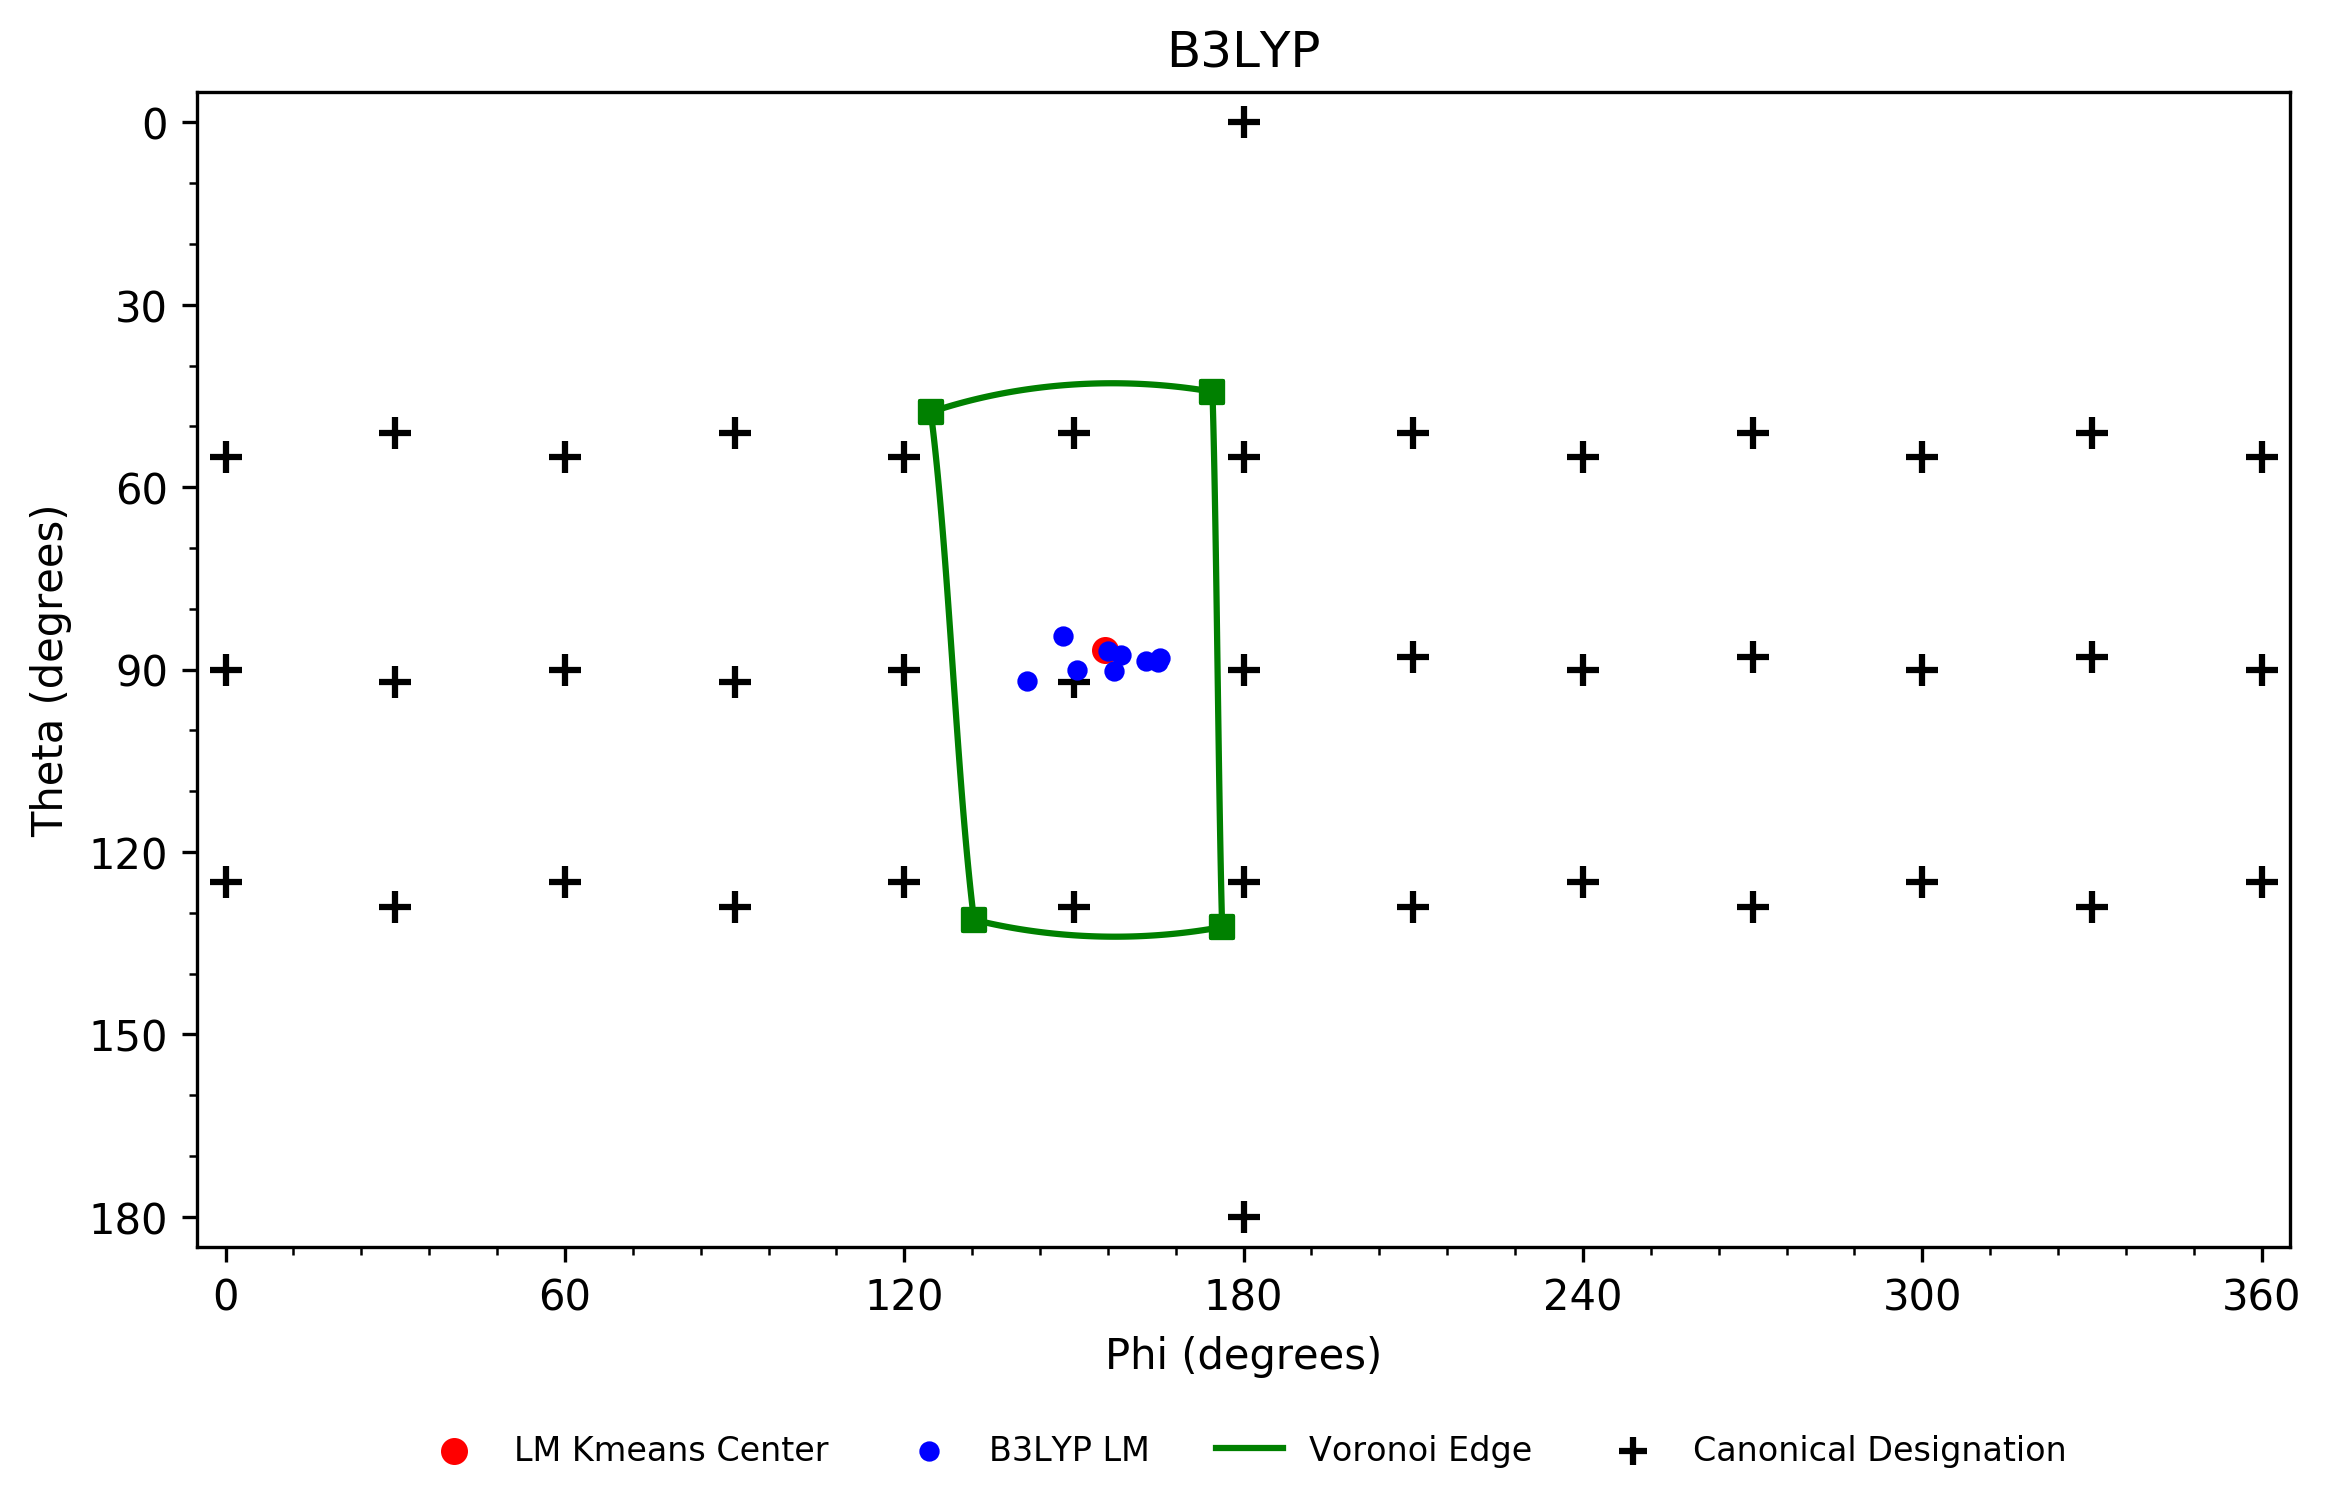 B3LYP
0
30
60
90
120
150
180
Theta (degrees)
0 60 120 180 240 300 360
Phi (degrees)
LM Kmeans Center B3LYP LM Voronoi Edge Canonical Designation